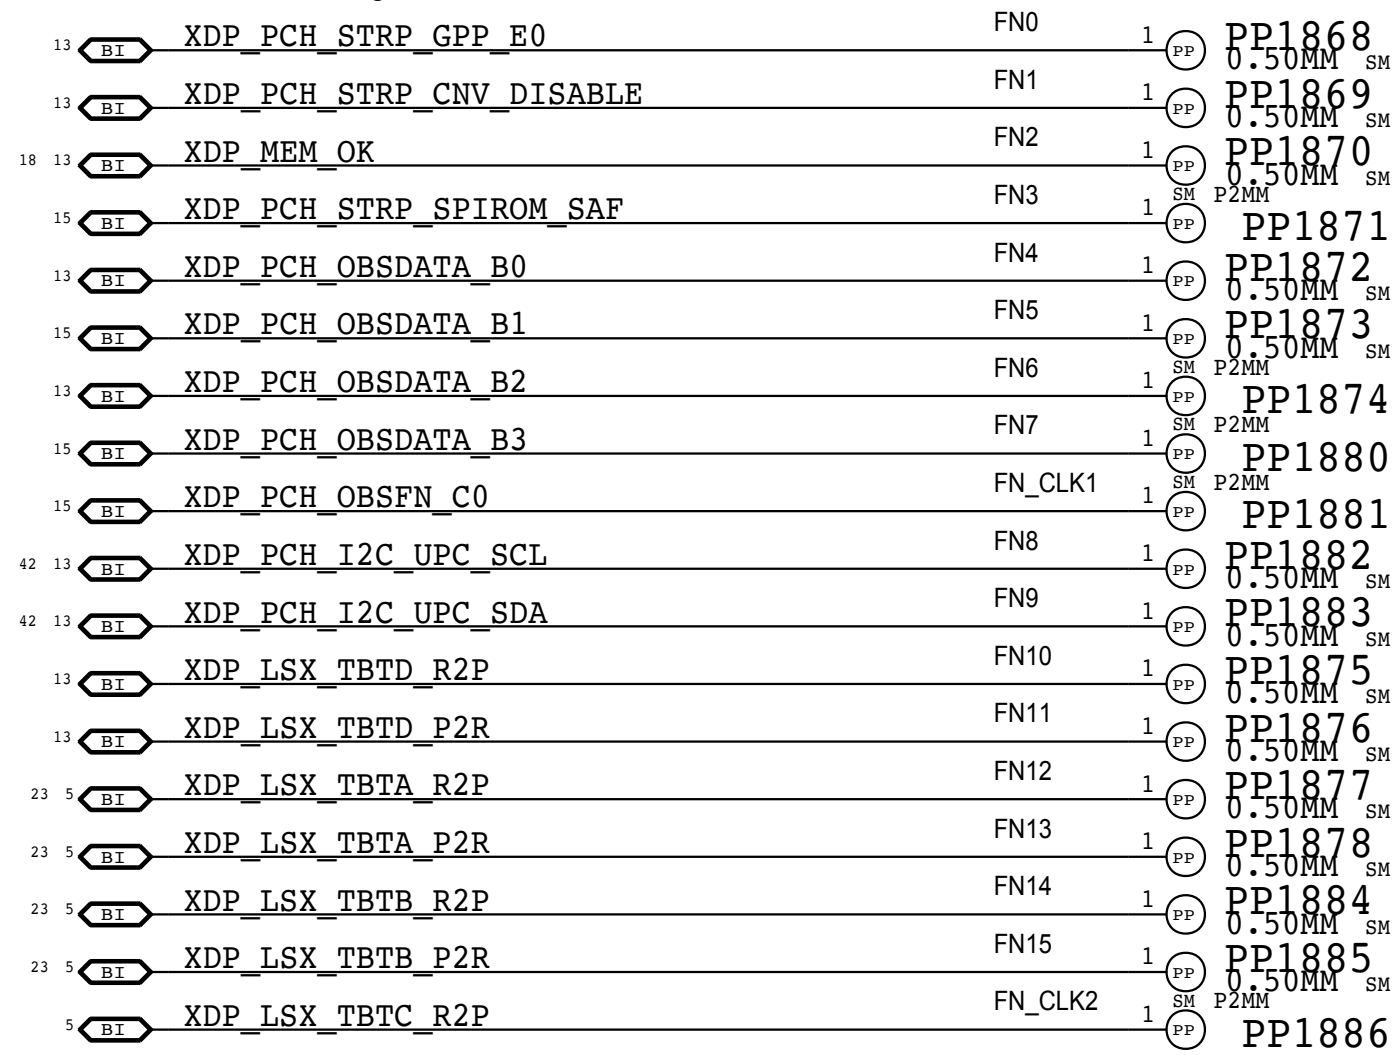 13 BI XDP_PCH_STRP_GPP_E0 FN0 1 PP PP1868 0.50MM SM
13 BI XDP_PCH_STRP_CNV_DISABLE FN1 1 PP PP1869 0.50MM SM
18 13 BI XDP_MEM_OK FN2 1 PP PP1870 0.50MM SM
15 BI XDP_PCH_STRP_SPIROM_SAF FN3 1 PP SM P2MM PP1871
13 BI XDP_PCH_OBSDATA_B0 FN4 1 PP PP1872 0.50MM SM
15 BI XDP_PCH_OBSDATA_B1 FN5 1 PP PP1873 0.50MM SM
13 BI XDP_PCH_OBSDATA_B2 FN6 1 PP SM P2MM PP1874
15 BI XDP_PCH_OBSDATA_B3 FN7 1 PP SM P2MM PP1880
15 BI XDP_PCH_OBSFN_C0 FN_CLK1 1 PP SM P2MM PP1881
42 13 BI XDP_PCH_I2C_UPC_SCL FN8 1 PP PP1882 0.50MM SM
42 13 BI XDP_PCH_I2C_UPC_SDA FN9 1 PP PP1883 0.50MM SM
13 BI XDP_LSX_TBTD_R2P FN10 1 PP PP1875 0.50MM SM
13 BI XDP_LSX_TBTD_P2R FN11 1 PP PP1876 0.50MM SM
23 5 BI XDP_LSX_TBTA_R2P FN12 1 PP PP1877 0.50MM SM
23 5 BI XDP_LSX_TBTA_P2R FN13 1 PP PP1878 0.50MM SM
23 5 BI XDP_LSX_TBTB_R2P FN14 1 PP PP1884 0.50MM SM
23 5 BI XDP_LSX_TBTB_P2R FN15 1 PP PP1885 0.50MM SM
5 BI XDP_LSX_TBTC_R2P FN_CLK2 1 PP SM P2MM PP1886